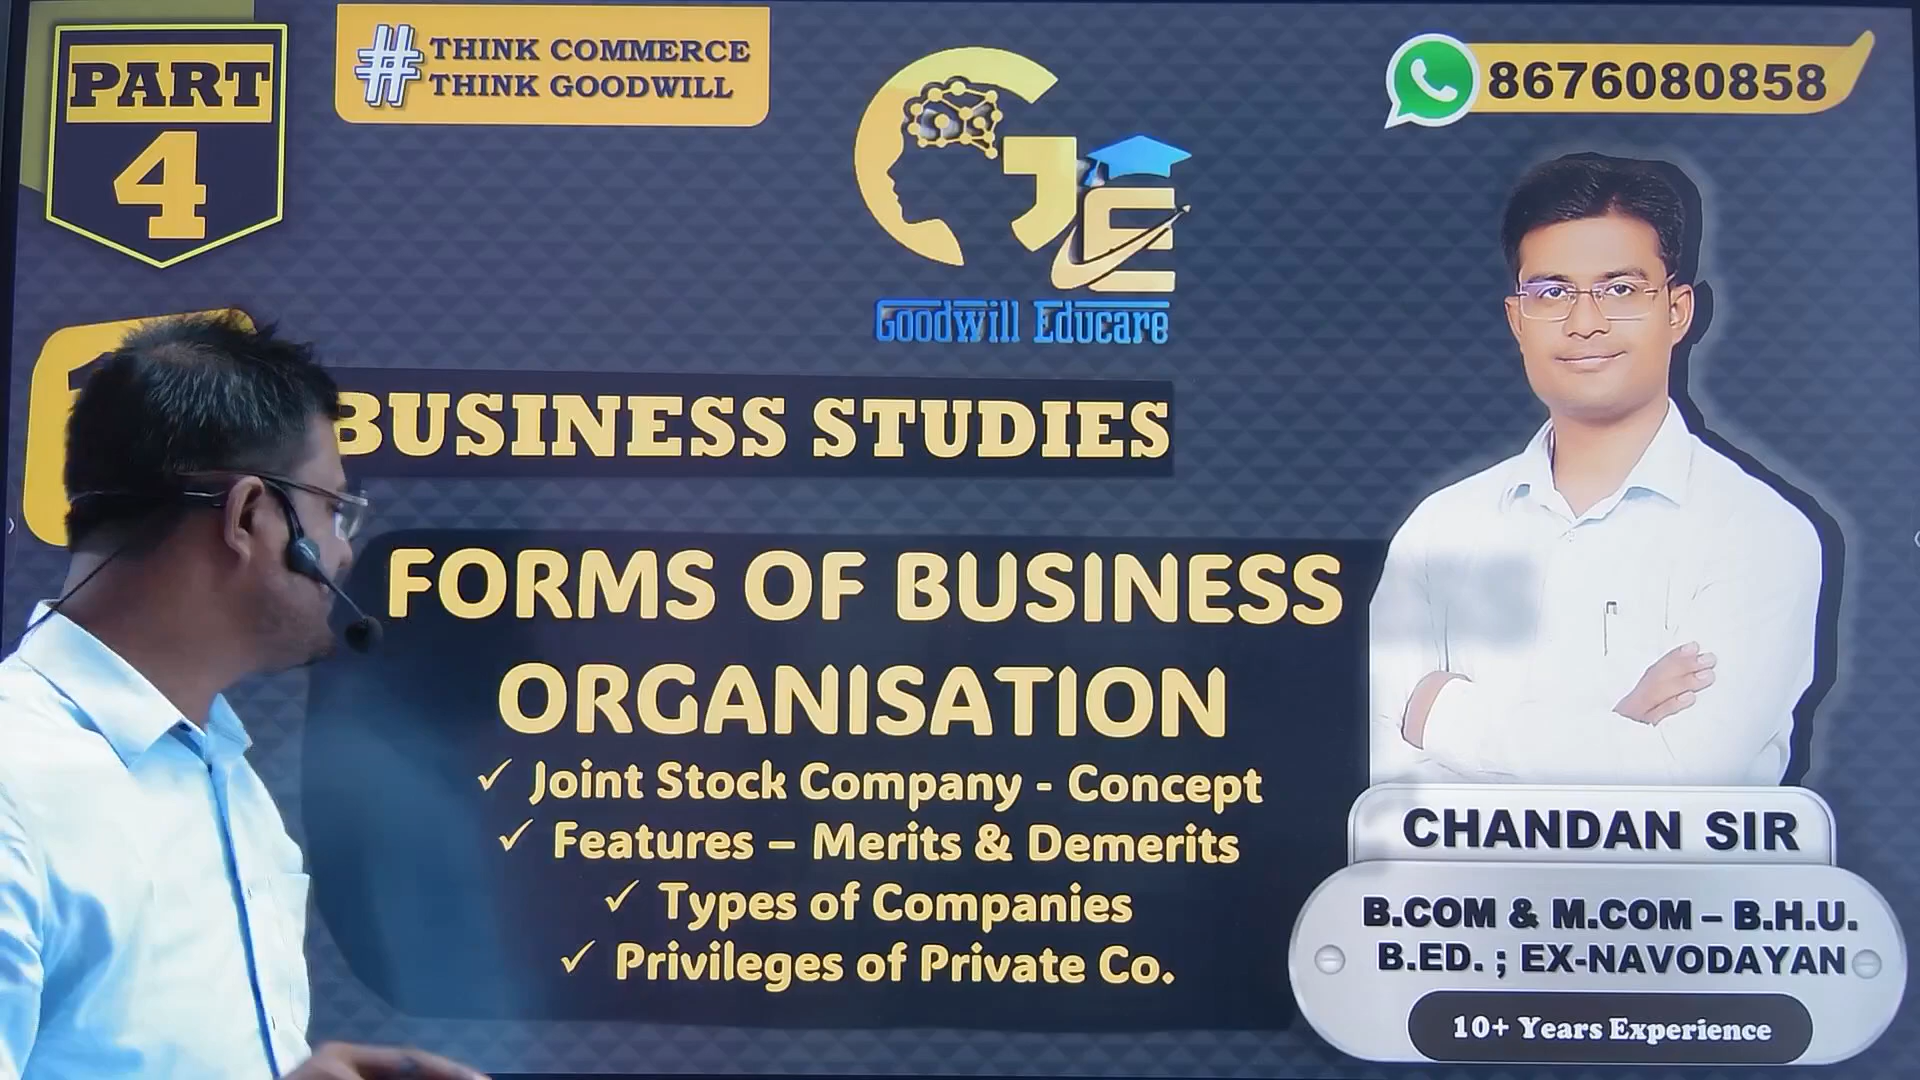 PART
4
# THINK COMMERCE
THINK GOODWILL
8676080858
GE
Goodwill Educare
BUSINESS STUDIES
FORMS OF BUSINESS
ORGANISATION
✓ Joint Stock Company - Concept
✓ Features – Merits & Demerits
✓ Types of Companies
✓ Privileges of Private Co.
CHANDAN SIR
B.COM & M.COM – B.H.U.
B.ED. ; EX-NAVODAYAN
10+ Years Experience